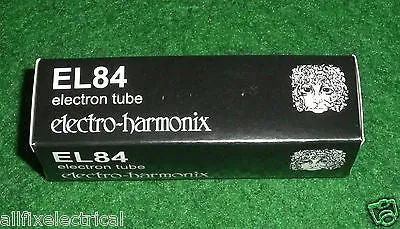 EL84
electron tube
electro-harmonix
EL84
electron tube
electro-harmonix
allfixelectrical